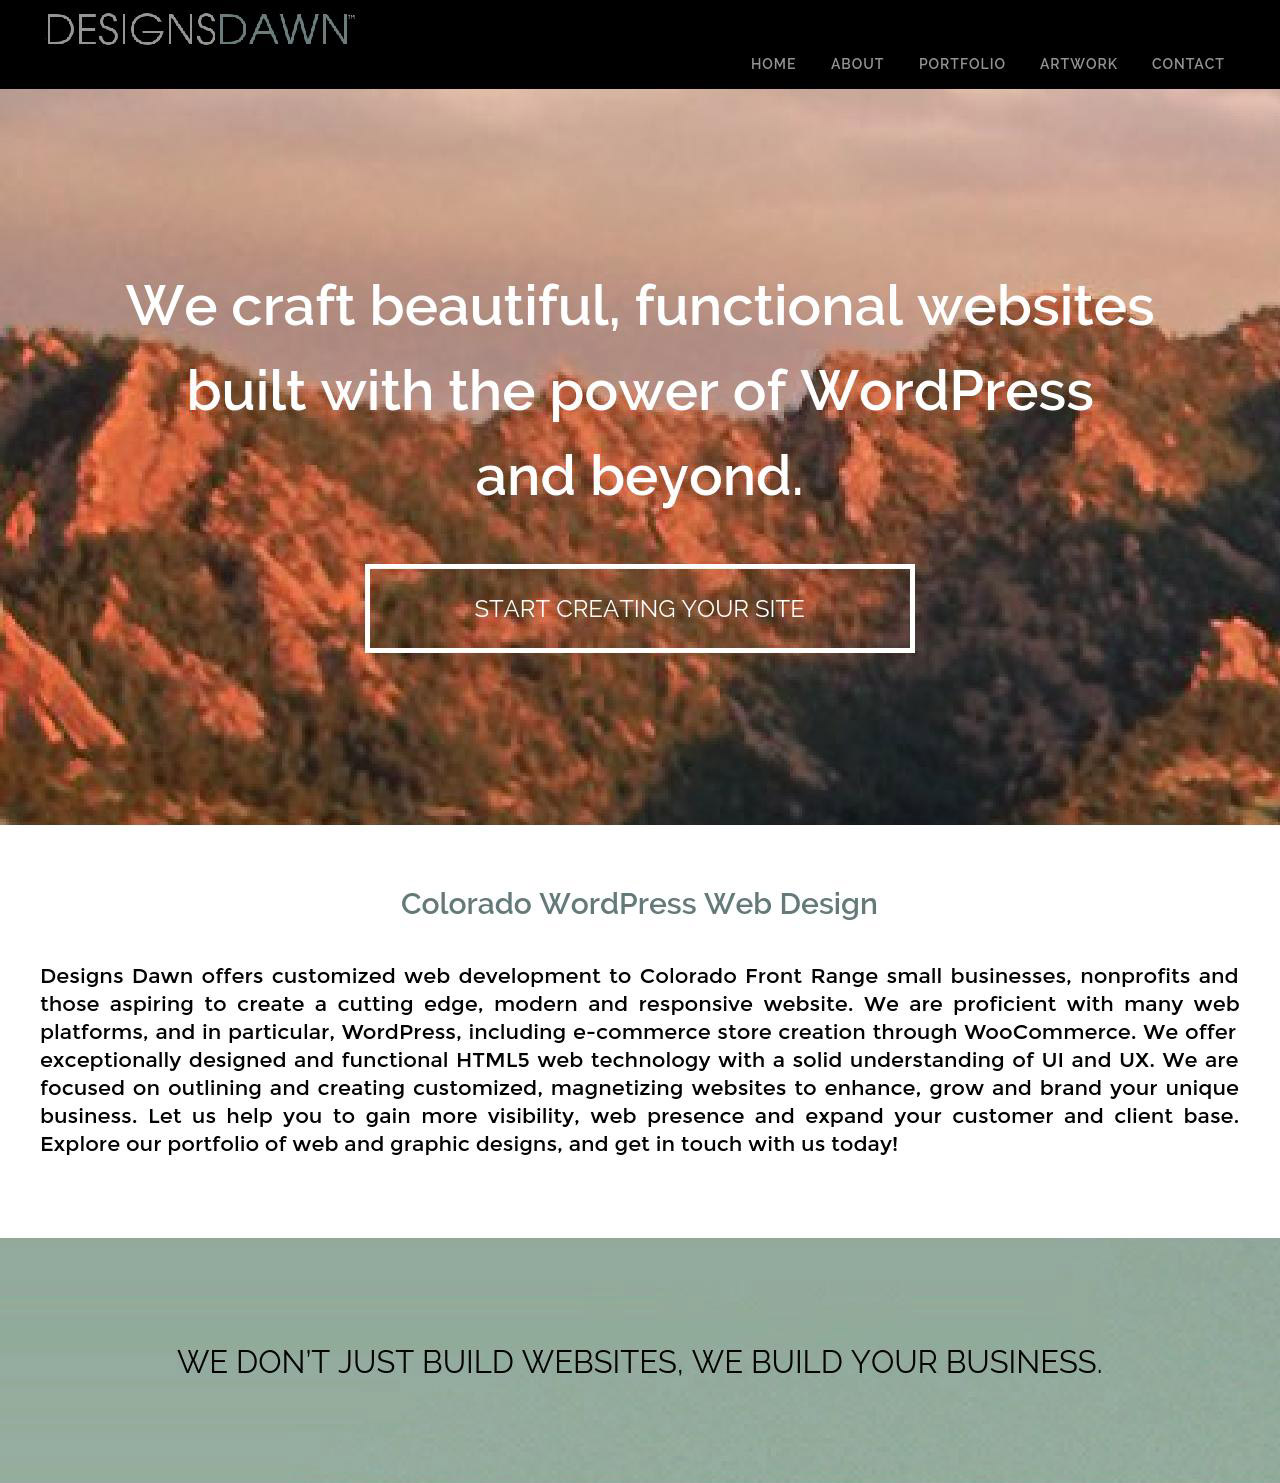 DESIGNSDAWN™
HOME ABOUT PORTFOLIO ARTWORK CONTACT
We craft beautiful, functional websites
built with the power of WordPress
and beyond.
START CREATING YOUR SITE
Colorado WordPress Web Design
Designs Dawn offers customized web development to Colorado Front Range small businesses, nonprofits and
those aspiring to create a cutting edge, modern and responsive website. We are proficient with many web
platforms, and in particular, WordPress, including e-commerce store creation through WooCommerce. We offer
exceptionally designed and functional HTML5 web technology with a solid understanding of UI and UX. We are
focused on outlining and creating customized, magnetizing websites to enhance, grow and brand your unique
business. Let us help you to gain more visibility, web presence and expand your customer and client base.
Explore our portfolio of web and graphic designs, and get in touch with us today!
WE DON’T JUST BUILD WEBSITES, WE BUILD YOUR BUSINESS.